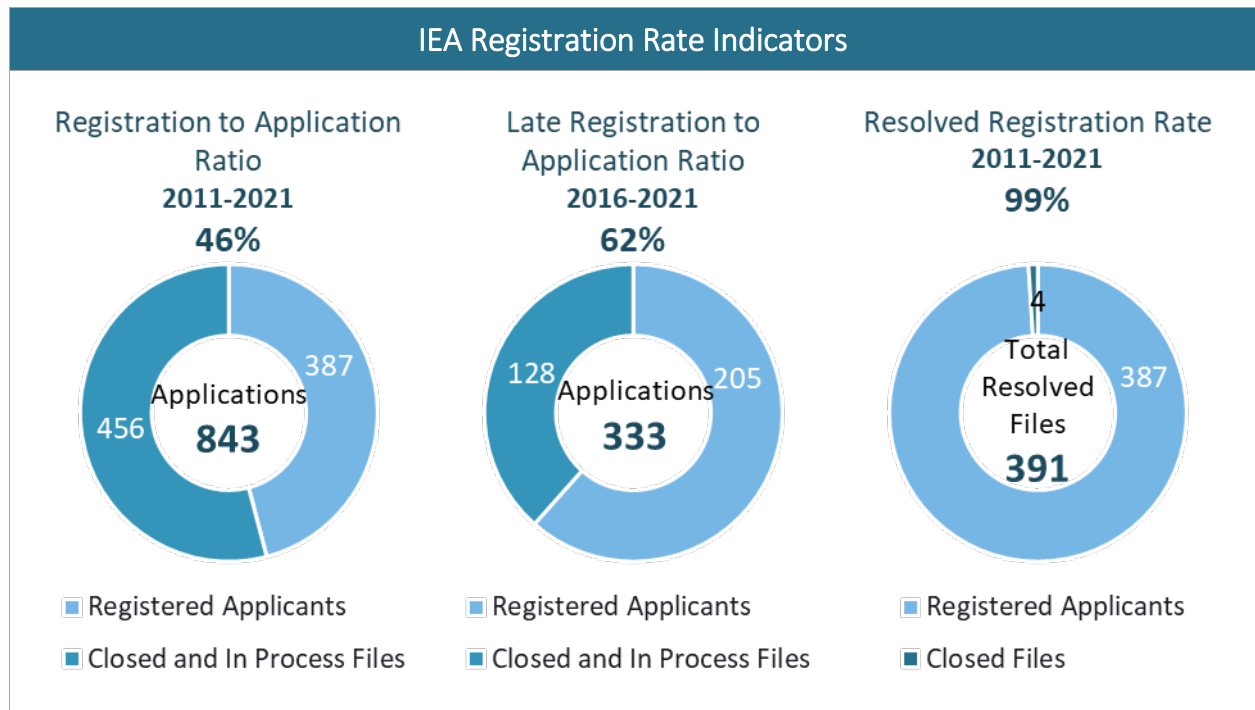 IEA Registration Rate Indicators
Registration to Application
Ratio
2011-2021
46%
Applications
843
387
456
Registered Applicants
Closed and In Process Files
Late Registration to
Application Ratio
2016-2021
62%
Applications
333
128
205
Registered Applicants
Closed and In Process Files
Resolved Registration Rate
2011-2021
99%
4
Total
Resolved
Files
391
387
Registered Applicants
Closed Files